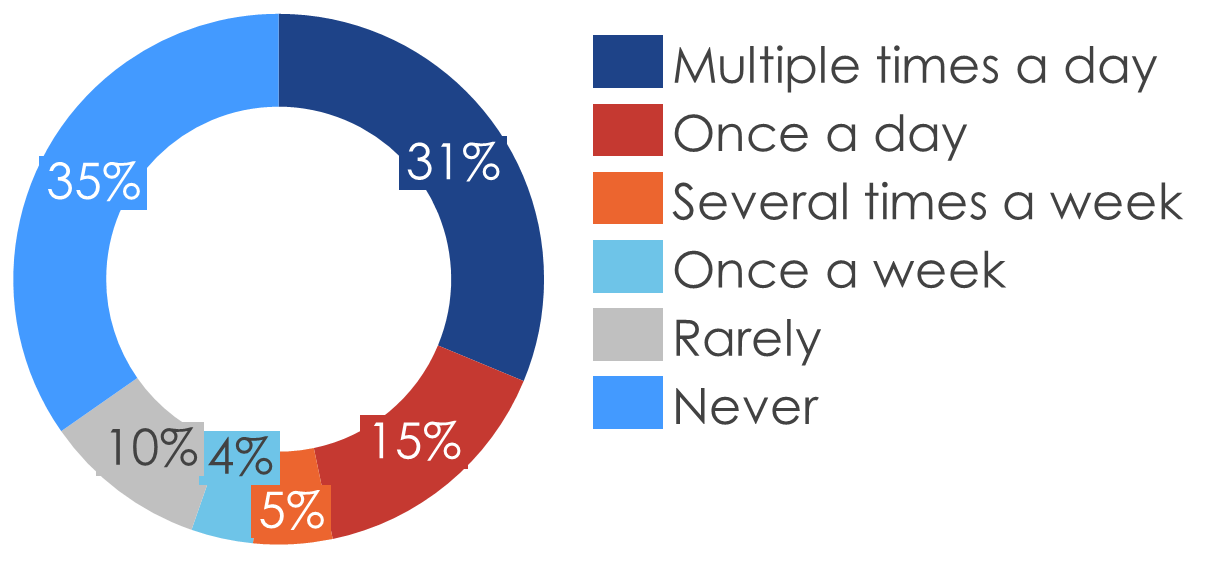 31%
15%
5%
4%
10%
35%
Multiple times a day
Once a day
Several times a week
Once a week
Rarely
Never